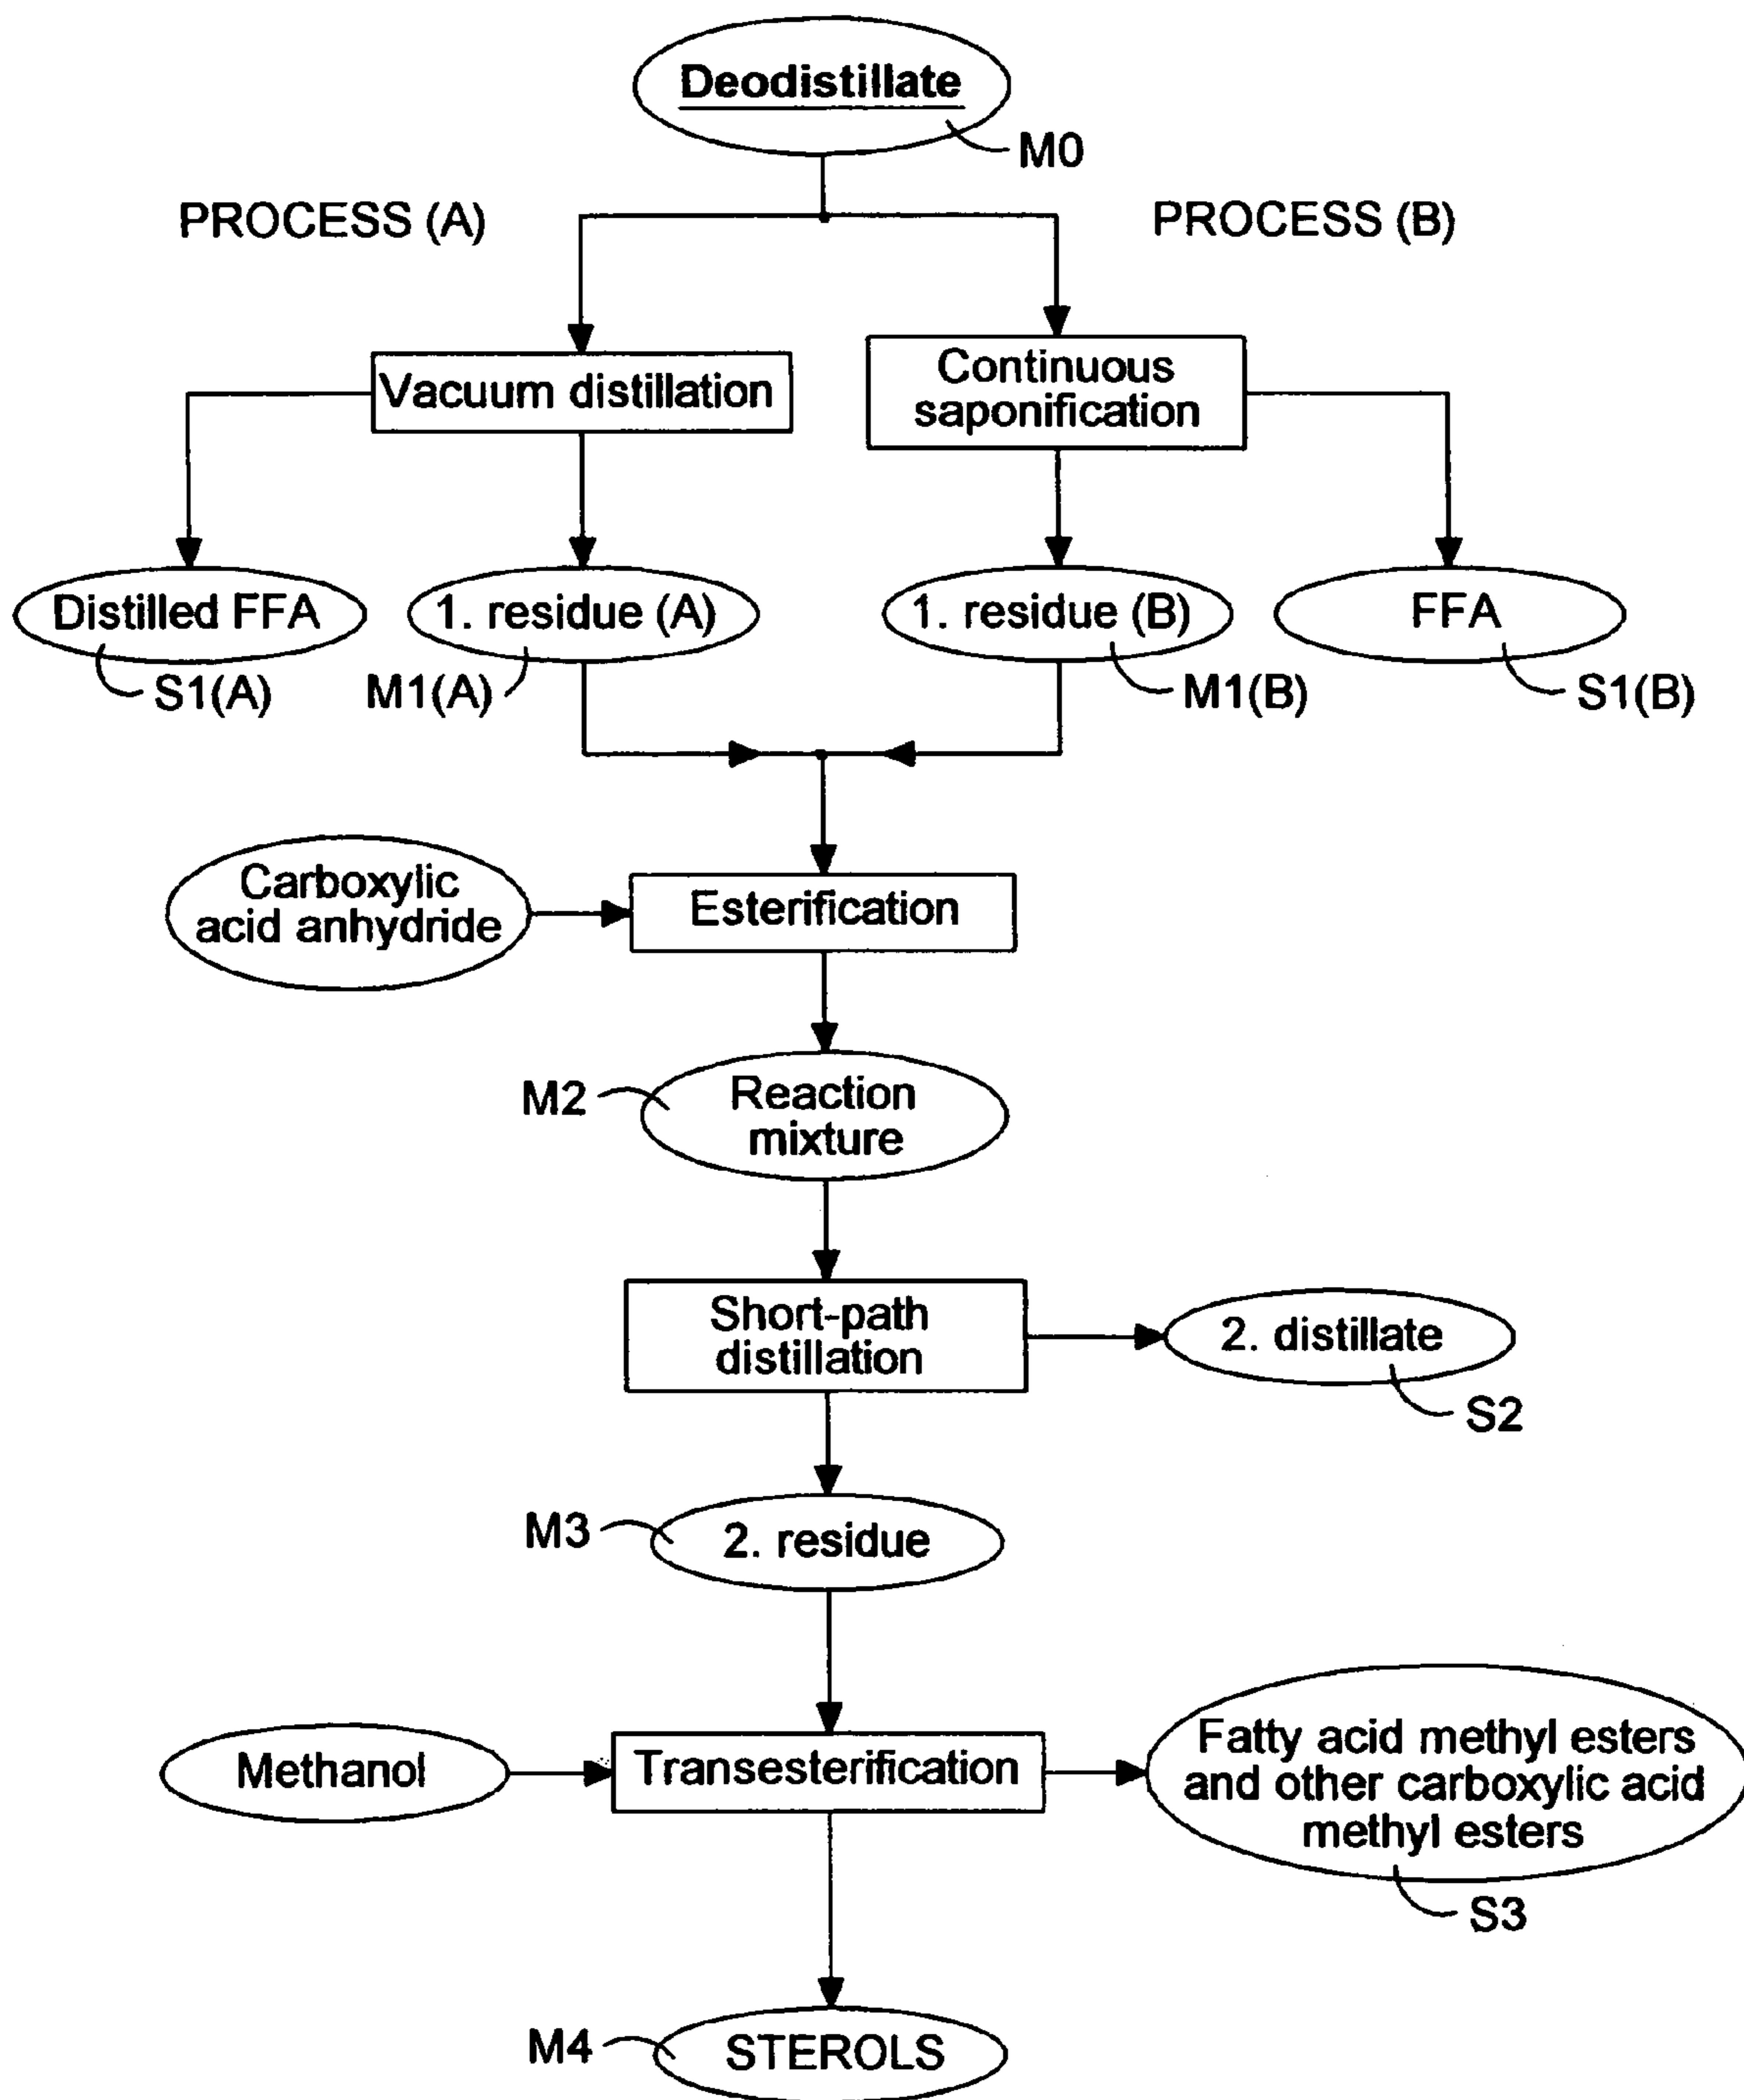 Deodistillate
M0
PROCESS (A)
PROCESS (B)
Vacuum distillation
Continuous
saponification
Distilled FFA
1. residue (A)
1. residue (B)
FFA
S1(A)
M1(A)
M1(B)
S1(B)
Carboxylic
acid anhydride
Esterification
M2
Reaction
mixture
Short-path
distillation
2. distillate
S2
M3
2. residue
Methanol
Transesterification
Fatty acid methyl esters
and other carboxylic acid
methyl esters
S3
M4
STEROLS